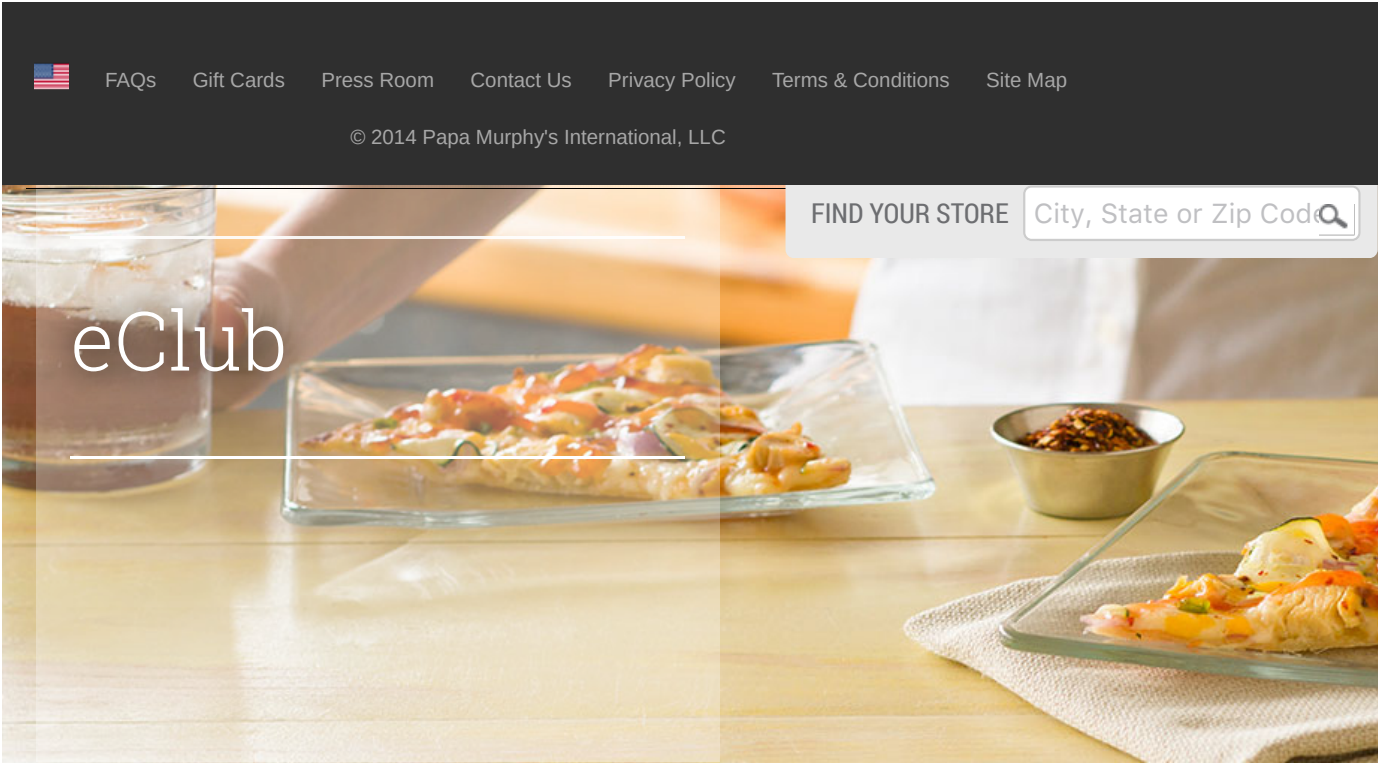 FAQs Gift Cards Press Room Contact Us Privacy Policy Terms & Conditions Site Map
© 2014 Papa Murphy's International, LLC
FIND YOUR STORE City, State or Zip Code
eClub